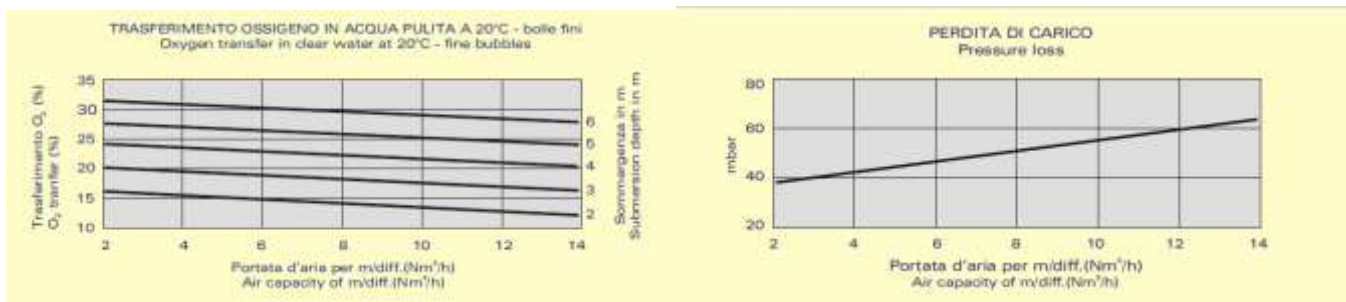 TRASFERIMENTO OSSIGENO IN ACQUA PULITA A 20°C - bolle fini
Oxygen transfer in clear water at 20°C - fine bubbles
Trasferimento O₂ (%)
O₂ transfer (%)
35
30
25
20
15
10
2 4 6 8 10 12 14
6
5
4
3
2
Sommergenza in m
Submersion depth in m
Portata d'aria per m/diff.(Nm³/h)
Air capacity of m/diff.(Nm³/h)
PERDITA DI CARICO
Pressure loss
mbar
80
60
40
20
2 4 6 8 10 12 14
Portata d'aria per m/diff.(Nm³/h)
Air capacity of m/diff.(Nm³/h)